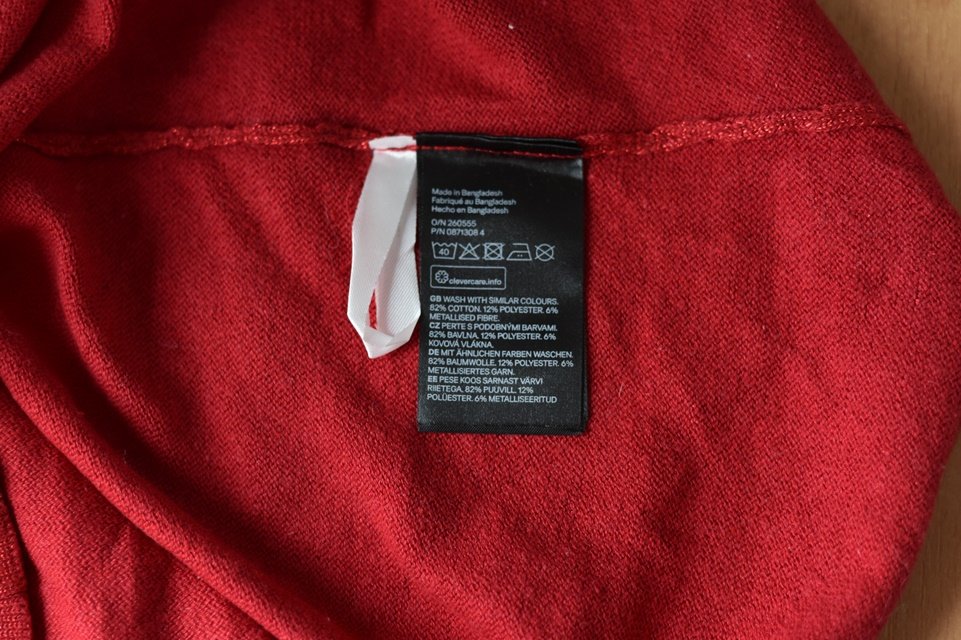 Made in Bangladesh
Fabriqué au Bangladesh
Hecho en Bangladesh
O/N 260555
P/N 0871308 4
40
clevercare.info
GB WASH WITH SIMILAR COLOURS.
82% COTTON. 12% POLYESTER. 6%
METALLISED FIBRE.
CZ PERTE S PODOBNÝMI BARVAMI.
82% BAVLNA. 12% POLYESTER. 6%
KOVOVÁ VLÁKNA.
DE MIT ÄHNLICHEN FARBEN WASCHEN.
82% BAUMWOLLE. 12% POLYESTER. 6%
METALLISIERTES GARN.
EE PESE KOOS SARNAST VÄRVI
RIIETEGA. 82% PUUVILL. 12%
POLÜESTER. 6% METALLISEERITUD